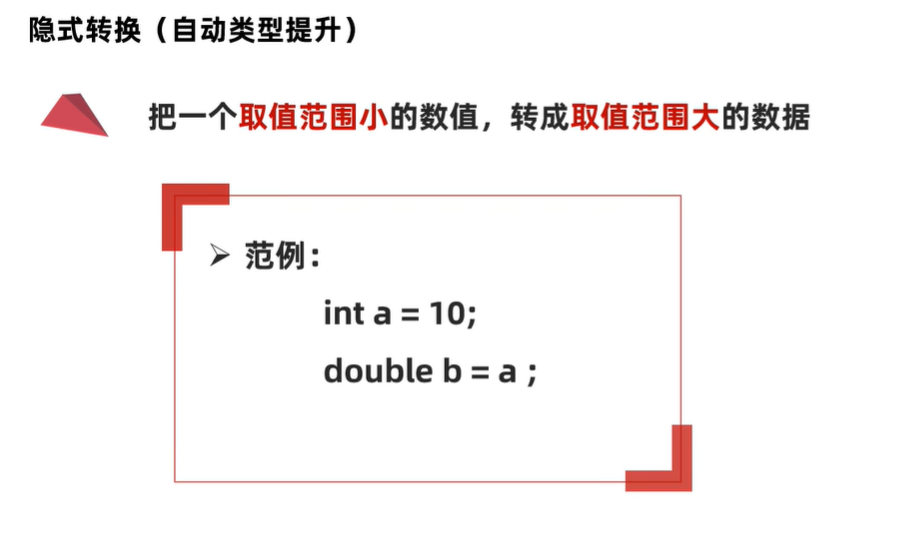 隐式转换（自动类型提升）
把一个取值范围小的数值，转成取值范围大的数据
➢ 范例：
int a = 10;
double b = a ;